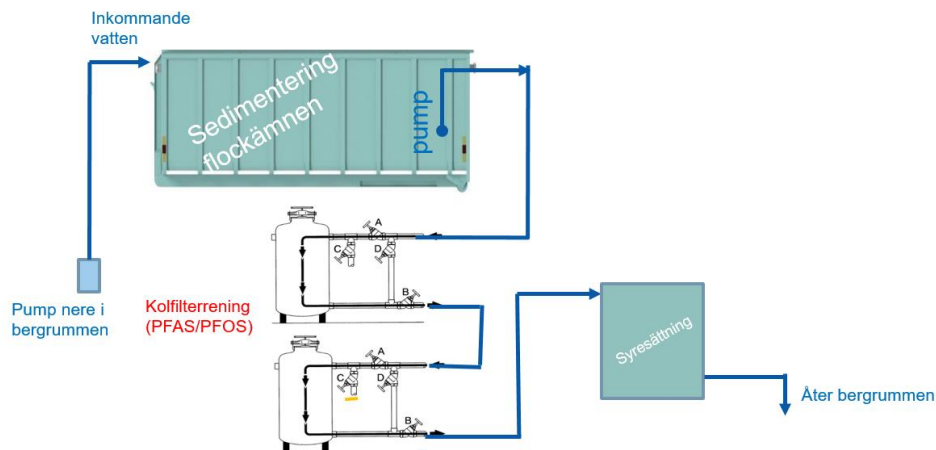 Inkommande
vatten
Sedimentering
flockämnen
pump
A
C
D
B
Pump nere i
bergrummen
Kolfilterrening
(PFAS/PFOS)
A
C
D
B
Syresättning
Åter bergrummen